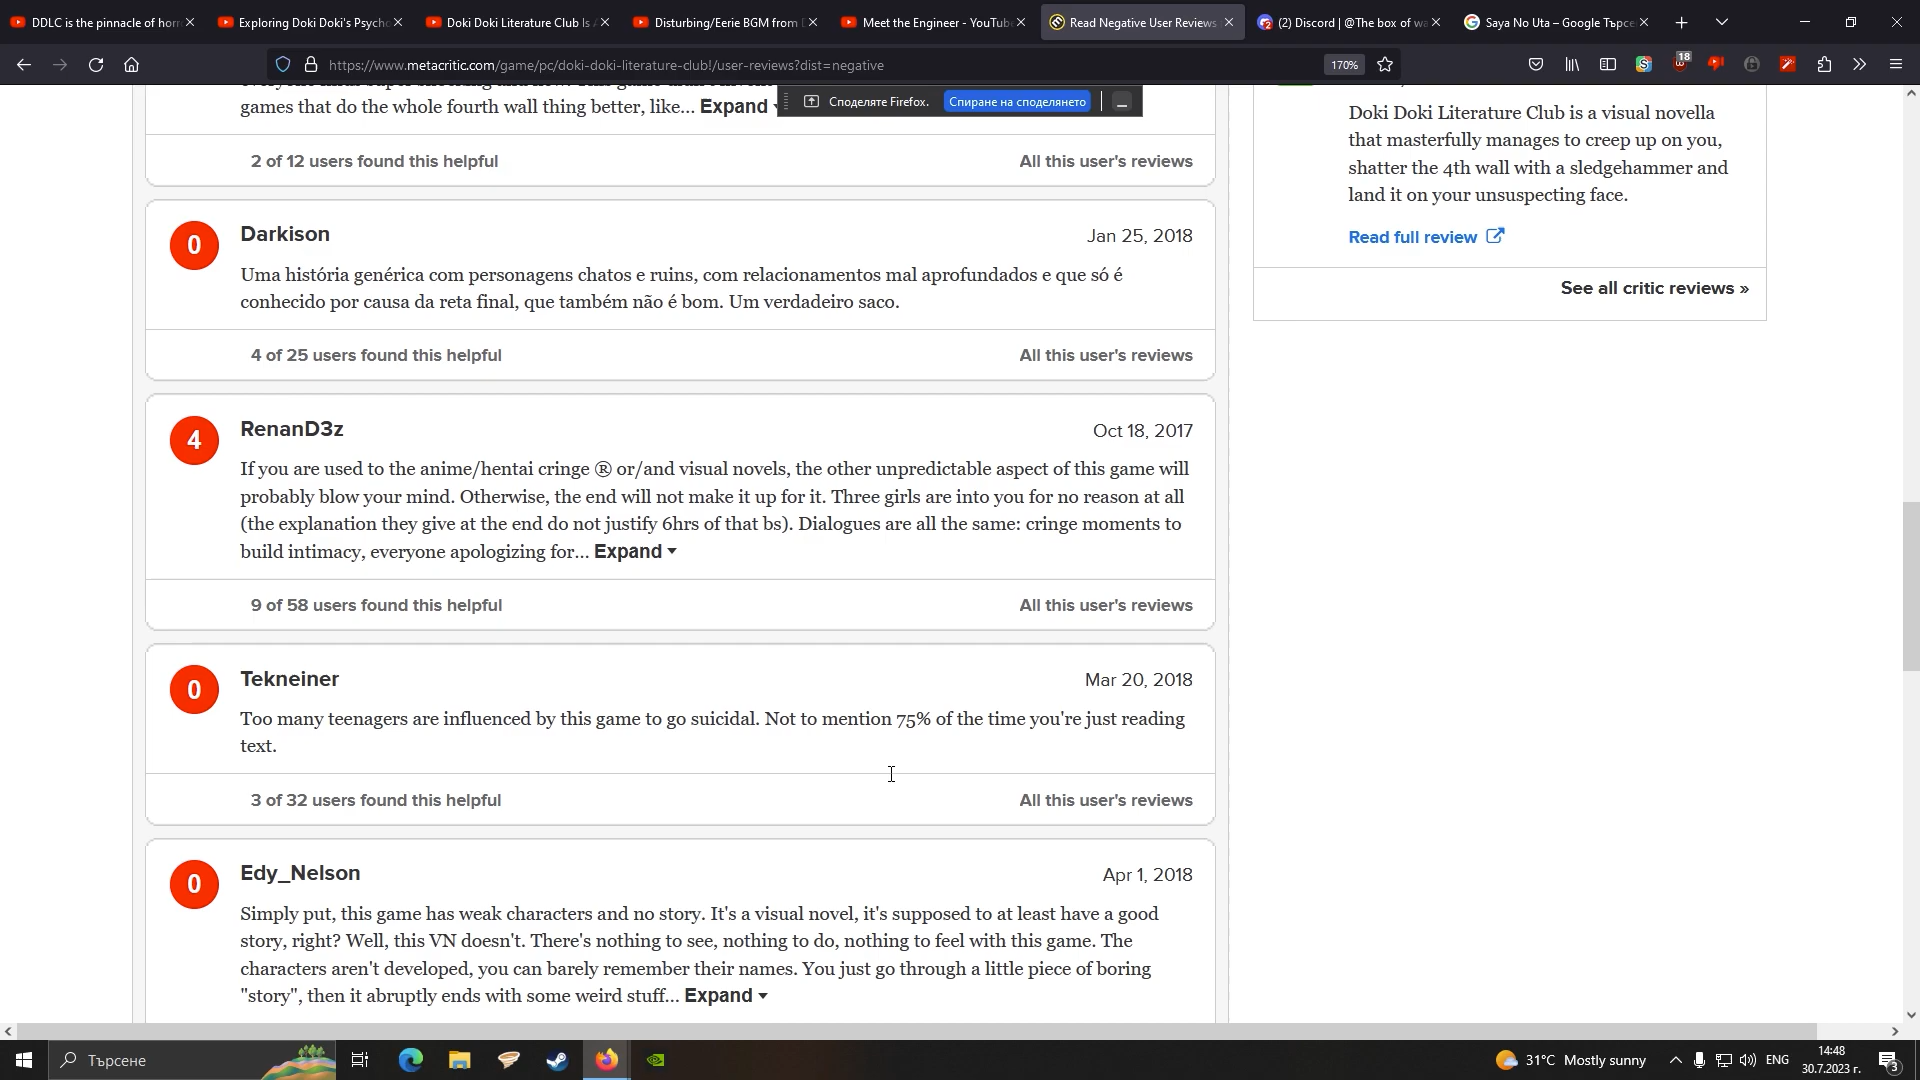 DDLC is the pinnacle of horr
Exploring Doki Doki's Psycho
Doki Doki Literature Club Is
Disturbing/Eerie BGM from
Meet the Engineer - YouTube
Read Negative User Reviews
(2) Discord | @The box of wa
Saya No Uta – Google Търсе
https://www.metacritic.com/game/pc/doki-doki-literature-club!/user-reviews?dist=negative
170%
18
games that do the whole fourth wall thing better, like... Expand
Споделяте Firefox.
Спиране на споделянето
2 of 12 users found this helpful
All this user's reviews
0
Darkison
Jan 25, 2018
Uma história genérica com personagens chatos e ruins, com relacionamentos mal aprofundados e que só é
conhecido por causa da reta final, que também não é bom. Um verdadeiro saco.
4 of 25 users found this helpful
All this user's reviews
4
RenanD3z
Oct 18, 2017
If you are used to the anime/hentai cringe ® or/and visual novels, the other unpredictable aspect of this game will
probably blow your mind. Otherwise, the end will not make it up for it. Three girls are into you for no reason at all
(the explanation they give at the end do not justify 6hrs of that bs). Dialogues are all the same: cringe moments to
build intimacy, everyone apologizing for... Expand
9 of 58 users found this helpful
All this user's reviews
0
Tekneiner
Mar 20, 2018
Too many teenagers are influenced by this game to go suicidal. Not to mention 75% of the time you're just reading
text.
3 of 32 users found this helpful
All this user's reviews
0
Edy_Nelson
Apr 1, 2018
Simply put, this game has weak characters and no story. It's a visual novel, it's supposed to at least have a good
story, right? Well, this VN doesn't. There's nothing to see, nothing to do, nothing to feel with this game. The
characters aren't developed, you can barely remember their names. You just go through a little piece of boring
"story", then it abruptly ends with some weird stuff... Expand
Doki Doki Literature Club is a visual novella
that masterfully manages to creep up on you,
shatter the 4th wall with a sledgehammer and
land it on your unsuspecting face.
Read full review
See all critic reviews »
Търсене
31°C Mostly sunny
ENG
14:48
30.7.2023 г.
3